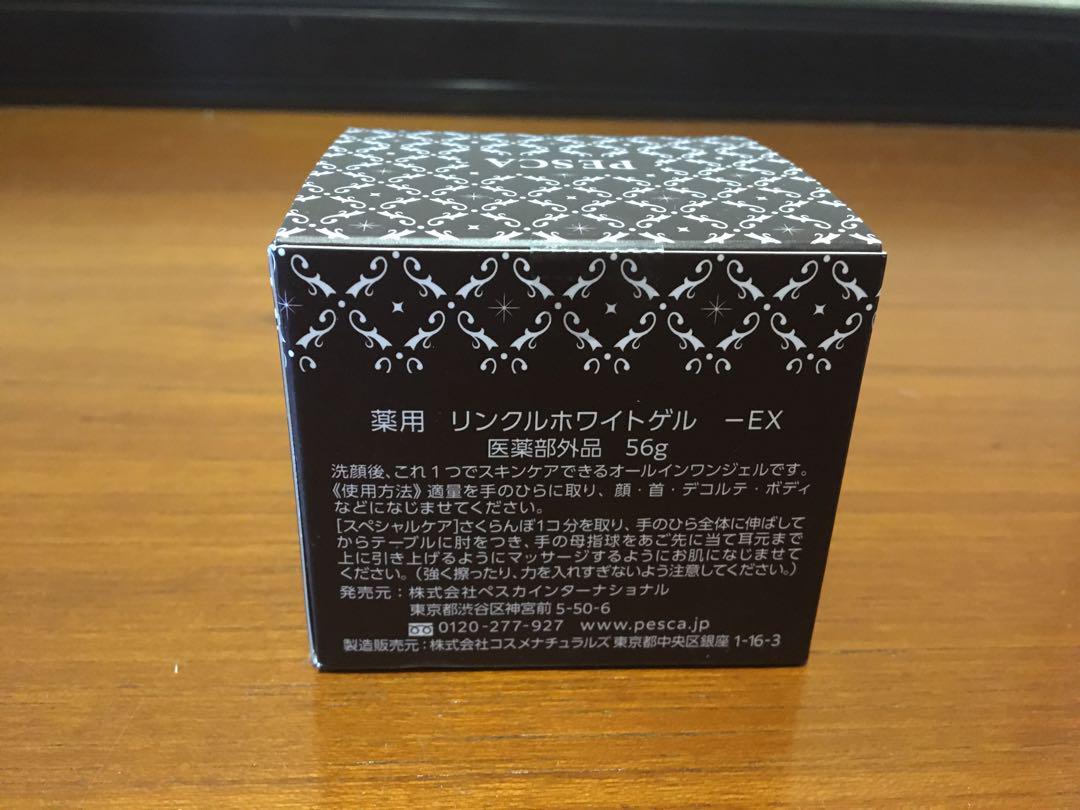 PESCA
薬用　リンクルホワイトゲル　－EX
医薬部外品　56g
洗顔後、これ１つでスキンケアできるオールインワンジェルです。
《使用方法》適量を手のひらに取り、顔・首・デコルテ・ボディ
などになじませてください。
[スペシャルケア]さくらんぼ1コ分を取り、手のひら全体に伸ばして
からテーブルに肘をつき、手の母指球をあご先に当て耳元まで
上に引き上げるようにマッサージするようにお肌になじませて
ください。（強く擦ったり、力を入れすぎないよう注意してください。）
発売元：株式会社ペスカインターナショナル
東京都渋谷区神宮前 5-50-6
0120-277-927　www.pesca.jp
製造販売元：株式会社コスメナチュラルズ 東京都中央区銀座 1-16-3